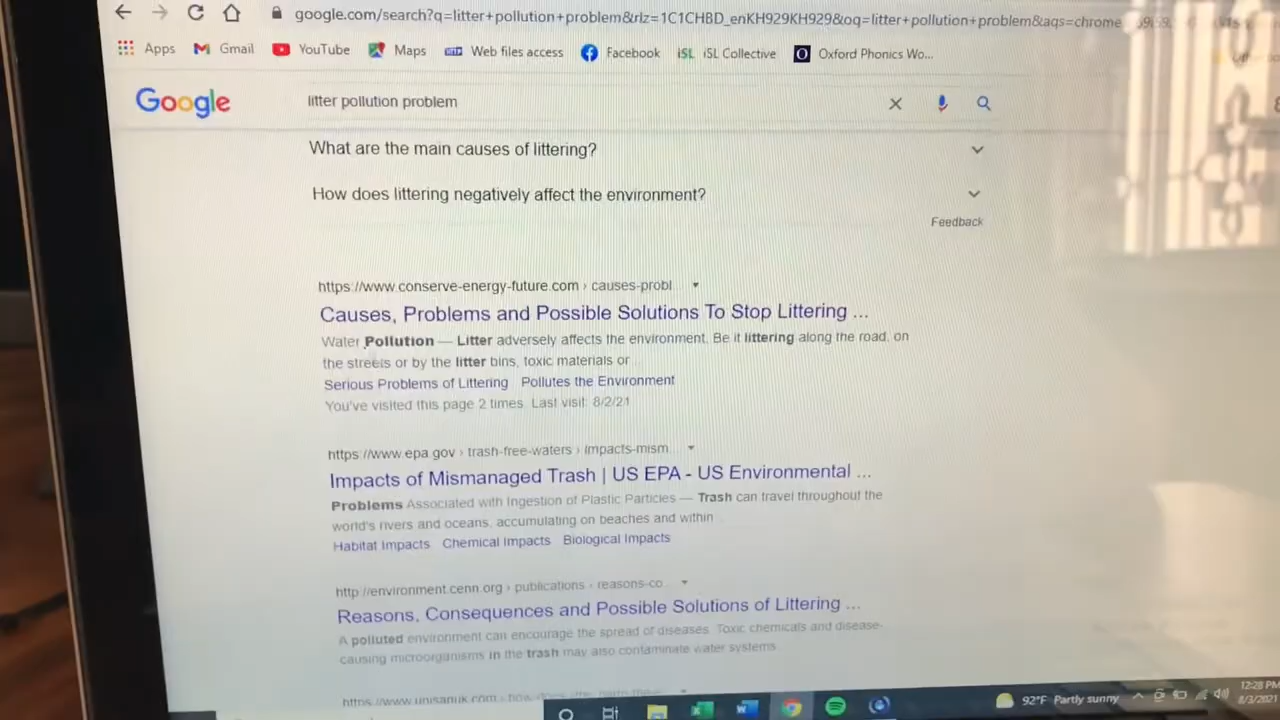 google.com/search?q=litter+pollution+problem&rlz=1C1CHBD_enKH929KH929&oq=litter+pollution+problem&aqs=chrome
Apps Gmail YouTube Maps Web files access Facebook iSL iSL Collective Oxford Phonics Wo...
Google litter pollution problem
What are the main causes of littering?
How does littering negatively affect the environment?
Feedback
https://www.conserve-energy-future.com › causes-probl...
Causes, Problems and Possible Solutions To Stop Littering ...
Water Pollution — Litter adversely affects the environment. Be it littering along the road, on
the streets or by the litter bins, toxic materials or ...
Serious Problems of Littering Pollutes the Environment
You've visited this page 2 times. Last visit: 8/2/21
https://www.epa.gov › trash-free-waters › impacts-mism...
Impacts of Mismanaged Trash | US EPA - US Environmental ...
Problems Associated with Ingestion of Plastic Particles — Trash can travel throughout the
world's rivers and oceans, accumulating on beaches and within ...
Habitat Impacts Chemical Impacts Biological Impacts
http://environment.cenn.org › publications › reasons-co...
Reasons, Consequences and Possible Solutions of Littering ...
A polluted environment can encourage the spread of diseases. Toxic chemicals and disease-
causing microorganisms in the trash may also contaminate water systems
https://www.unisanuk.com
92°F Partly sunny
12:28 PM
8/3/2021